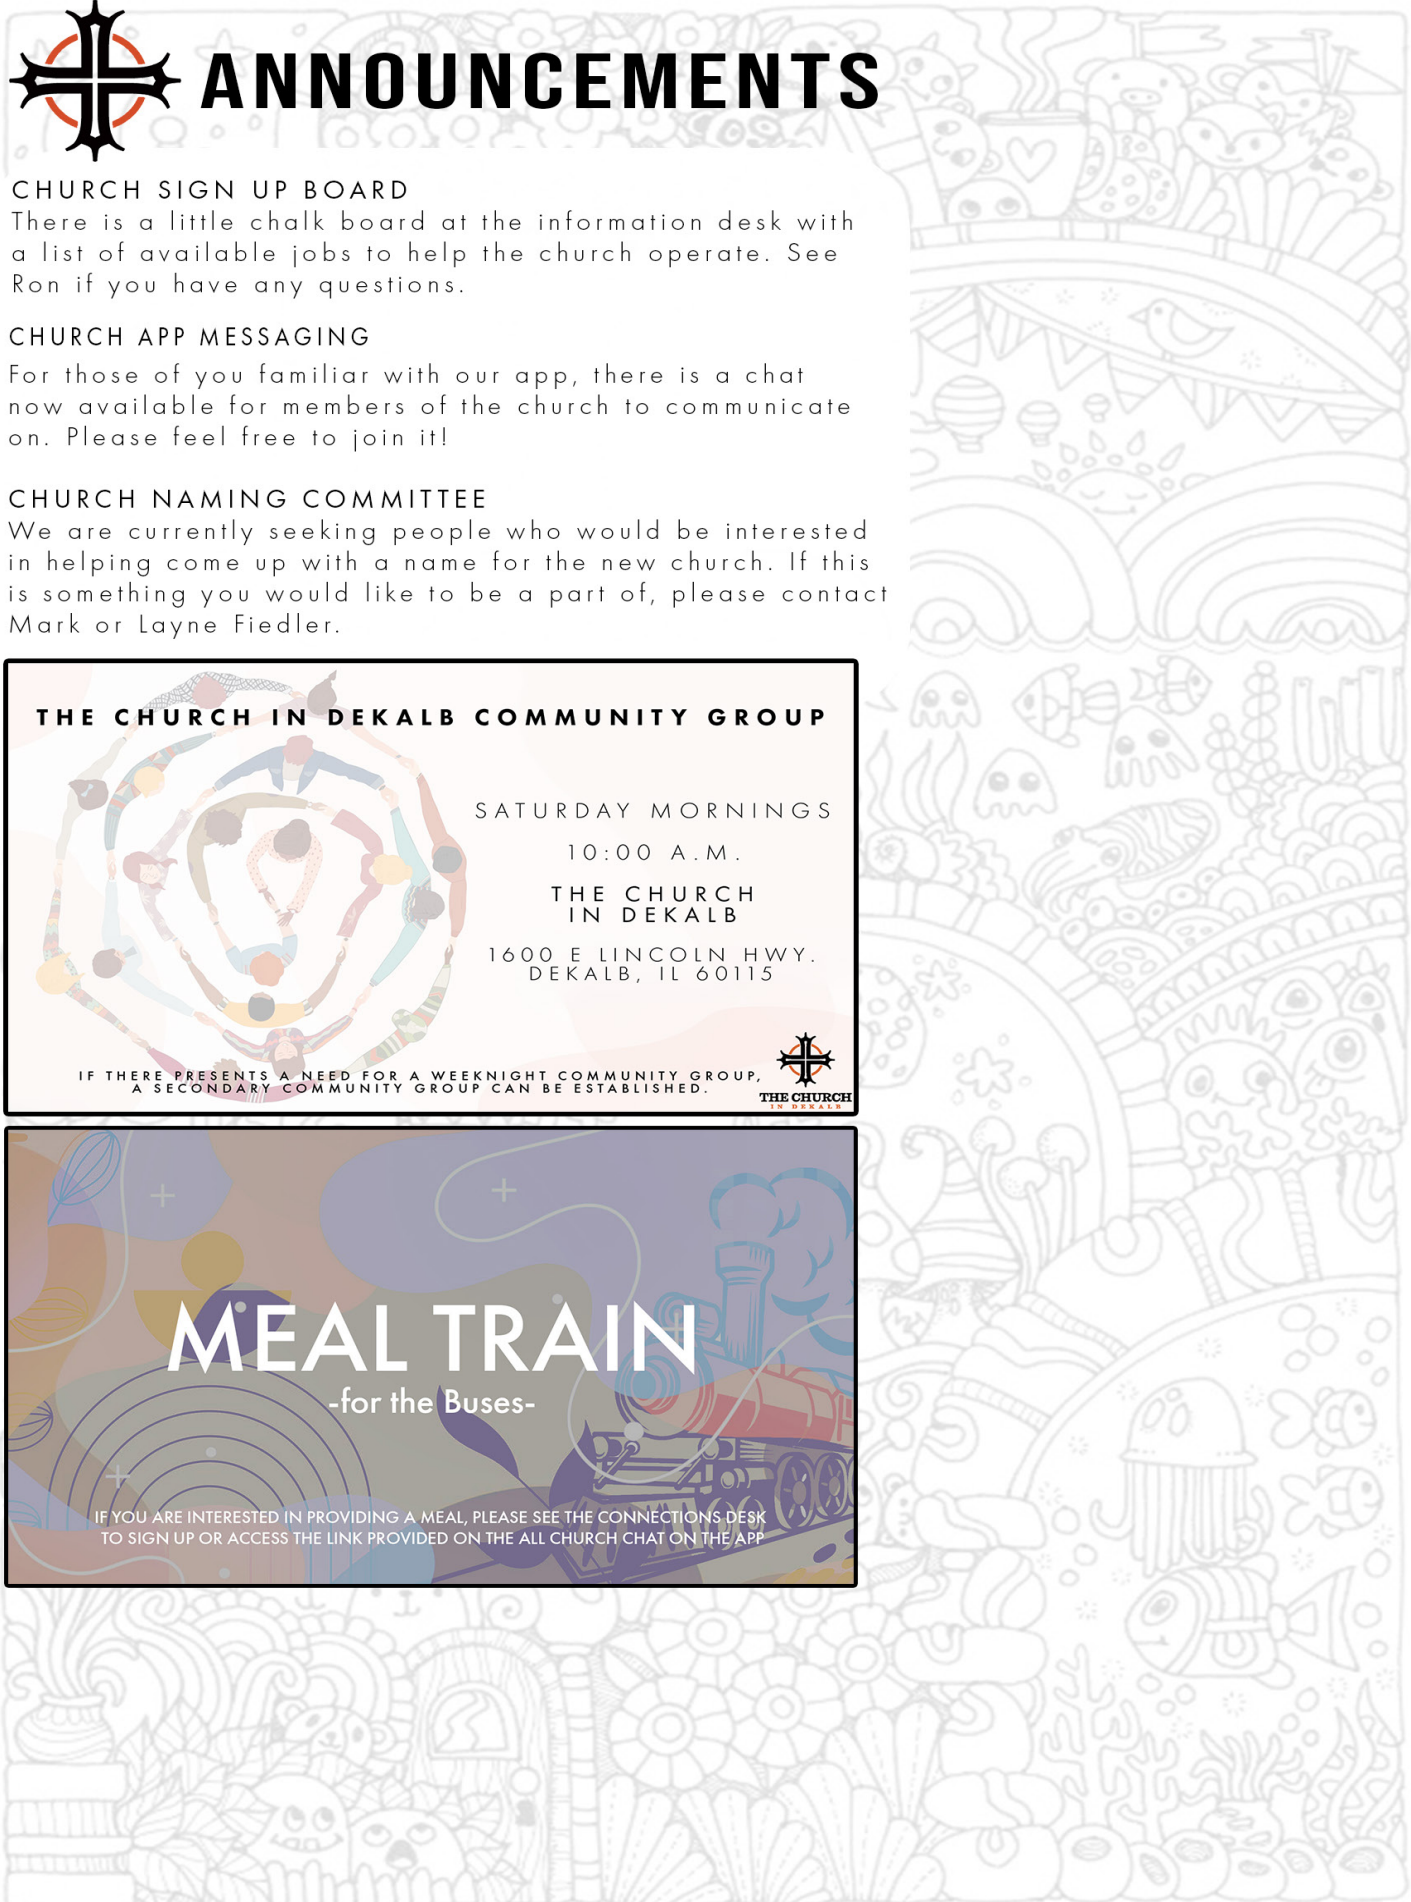 ANNOUNCEMENTS
CHURCH SIGN UP BOARD
There is a little chalk board at the information desk with
a list of available jobs to help the church operate. See
Ron if you have any questions.
CHURCH APP MESSAGING
For those of you familiar with our app, there is a chat
now available for members of the church to communicate
on. Please feel free to join it!
CHURCH NAMING COMMITTEE
We are currently seeking people who would be interested
in helping come up with a name for the new church. If this
is something you would like to be a part of, please contact
Mark or Layne Fiedler.
THE CHURCH IN DEKALB COMMUNITY GROUP
SATURDAY MORNINGS
10:00 A.M.
THE CHURCH
IN DEKALB
1600 E LINCOLN HWY.
DEKALB, IL 60115
IF THERE PRESENTS A NEED FOR A WEEKNIGHT COMMUNITY GROUP,
A SECONDARY COMMUNITY GROUP CAN BE ESTABLISHED.
THE CHURCH
IN DEKALB
MEAL TRAIN
-for the Buses-
IF YOU ARE INTERESTED IN PROVIDING A MEAL, PLEASE SEE THE CONNECTIONS DESK
TO SIGN UP OR ACCESS THE LINK PROVIDED ON THE ALL CHURCH CHAT ON THE APP